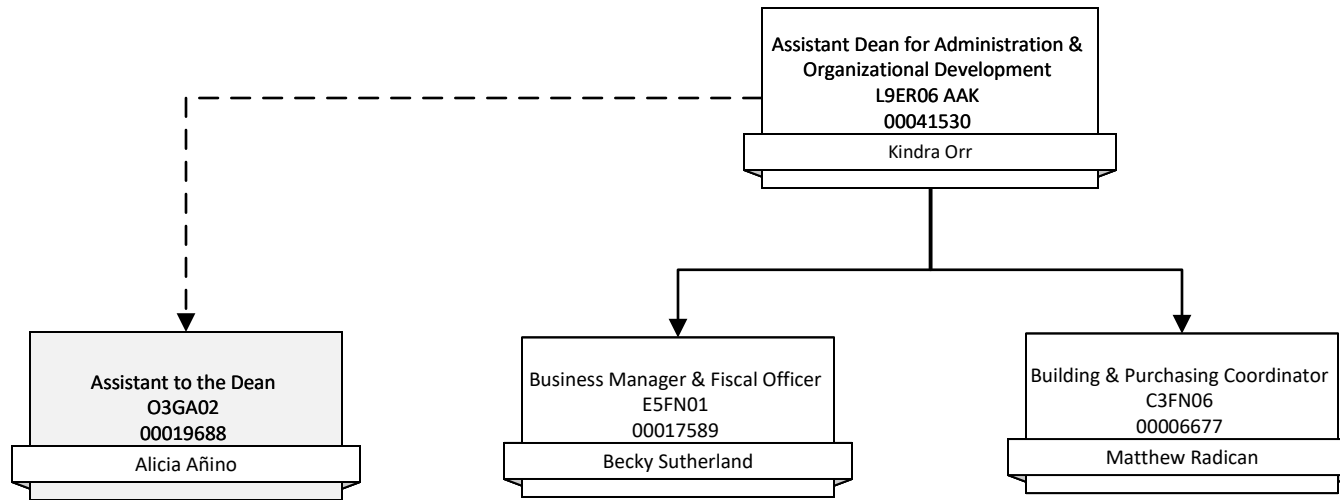 Assistant Dean for Administration &
Organizational Development
L9ER06 AAK
00041530
Kindra Orr
Assistant to the Dean
O3GA02
00019688
Alicia Añino
Business Manager & Fiscal Officer
E5FN01
00017589
Becky Sutherland
Building & Purchasing Coordinator
C3FN06
00006677
Matthew Radican